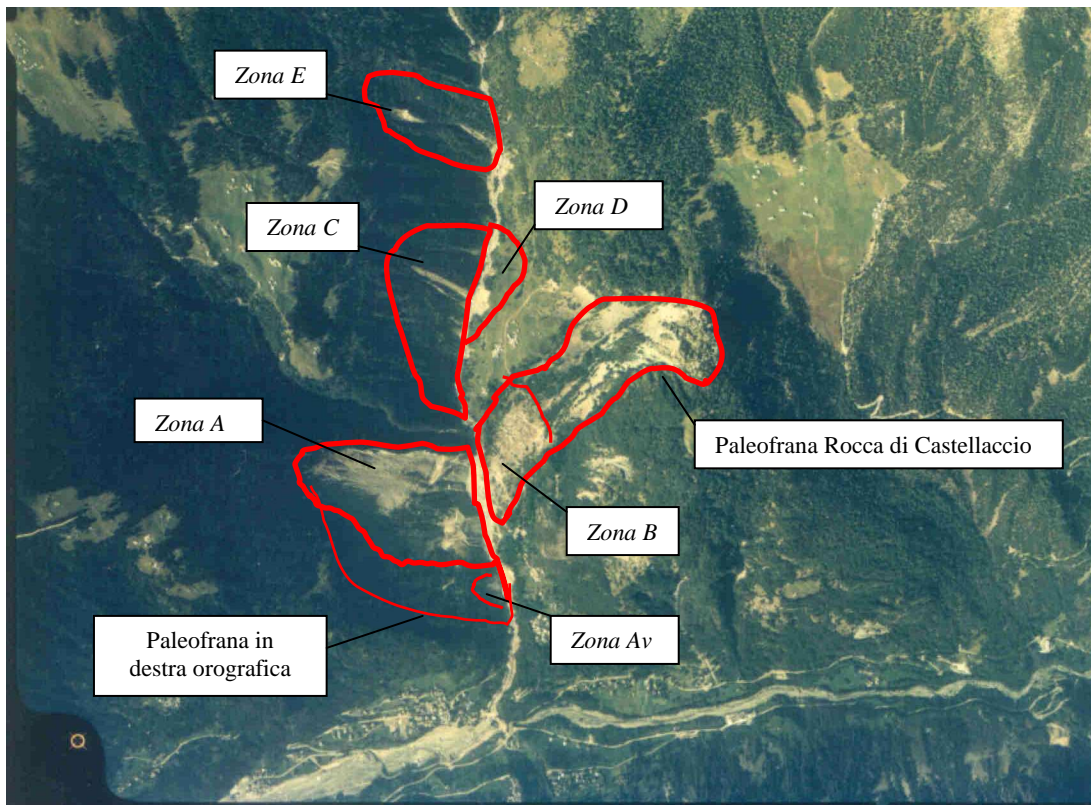 Zona E
Zona D
Zona C
Zona A
Paleofrana Rocca di Castellaccio
Zona B
Paleofrana in
destra orografica
Zona Av